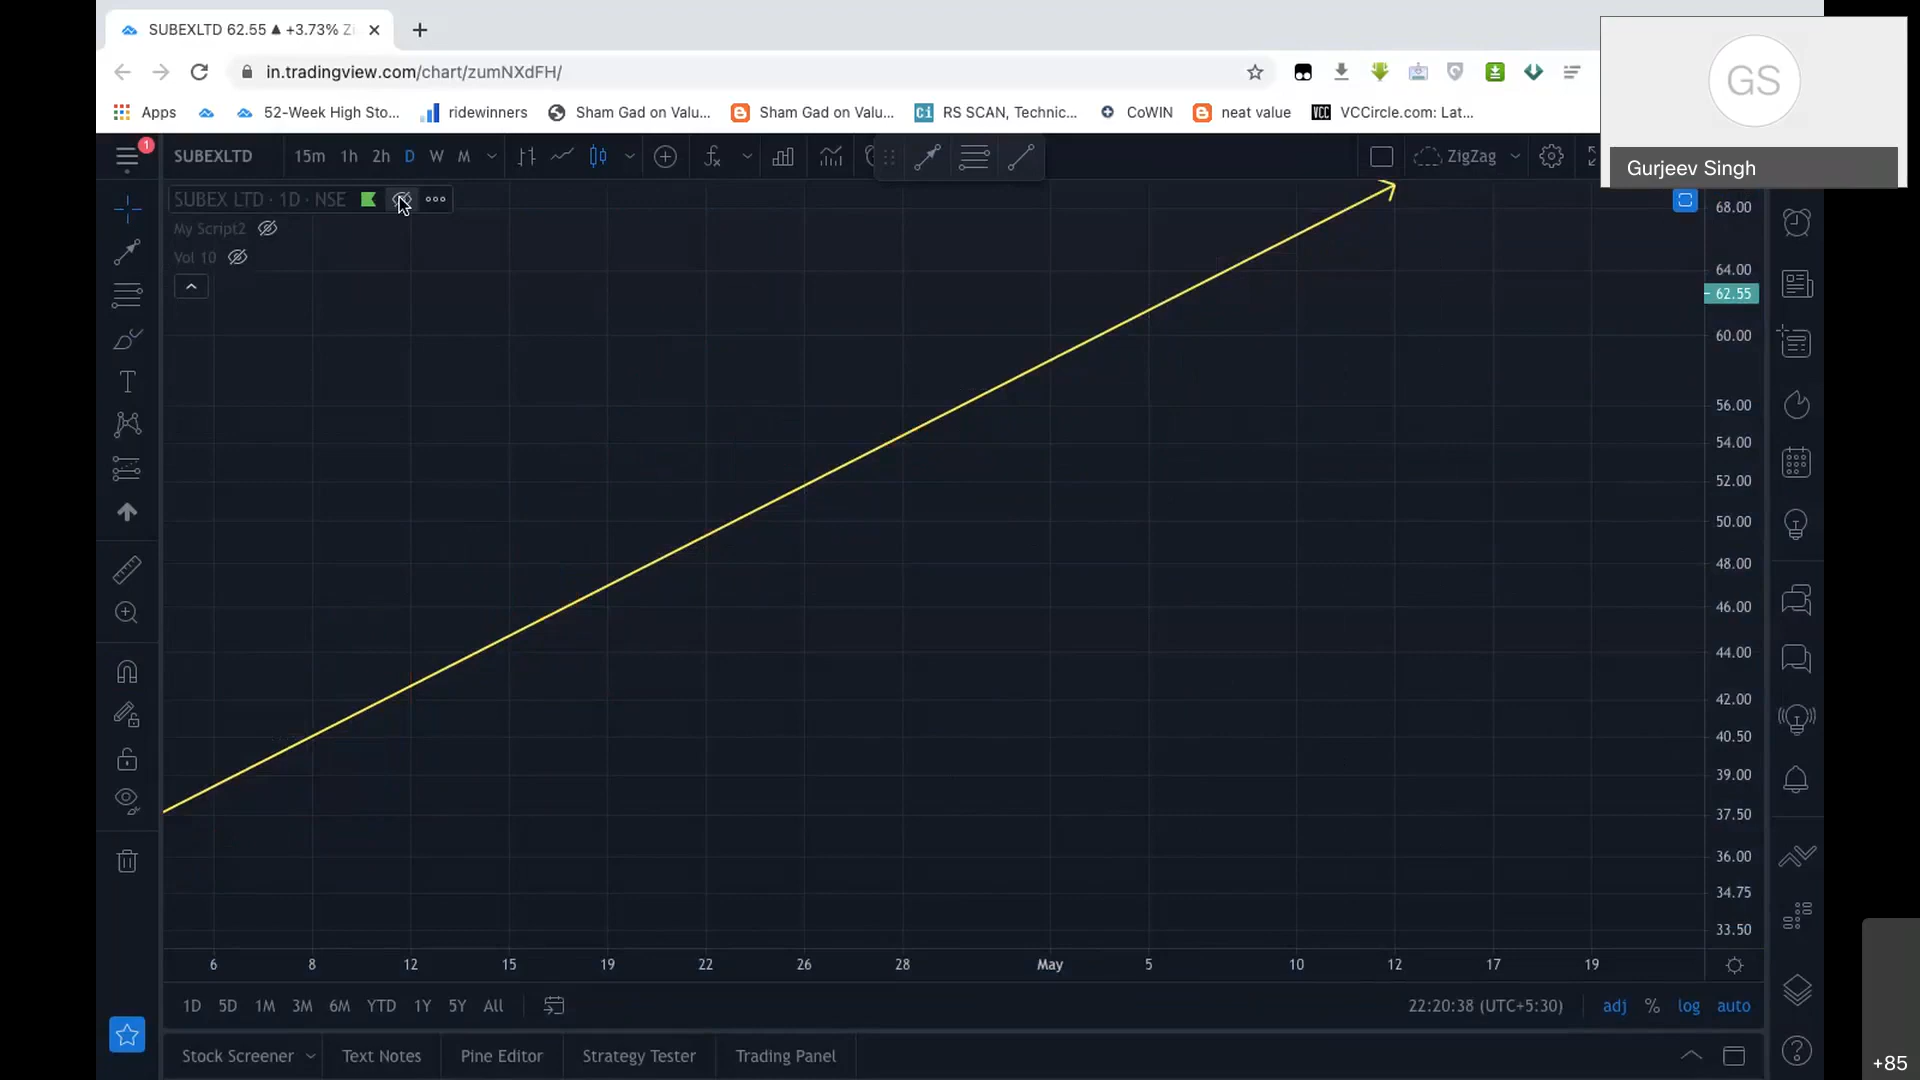 SUBEXLTD 62.55 ▲ +3.73% Zi
in.tradingview.com/chart/zumNXdFH/
GS
Gurjeev Singh
Apps 52-Week High Sto... ridewinners Sham Gad on Valu... Sham Gad on Valu... Ci RS SCAN, Technic... CoWIN neat value VCC VCCircle.com: Lat...
1
SUBEXLTD 15m 1h 2h D W M ZigZag
SUBEX LTD · 1D · NSE
My Script2
Vol 10
68.00
64.00
62.55
60.00
56.00
54.00
52.00
50.00
48.00
46.00
44.00
42.00
40.50
39.00
37.50
36.00
34.75
33.50
6 8 12 15 19 22 26 28 May 5 10 12 17 19
1D 5D 1M 3M 6M YTD 1Y 5Y All 22:20:38 (UTC+5:30) adj % log auto
Stock Screener Text Notes Pine Editor Strategy Tester Trading Panel
+85